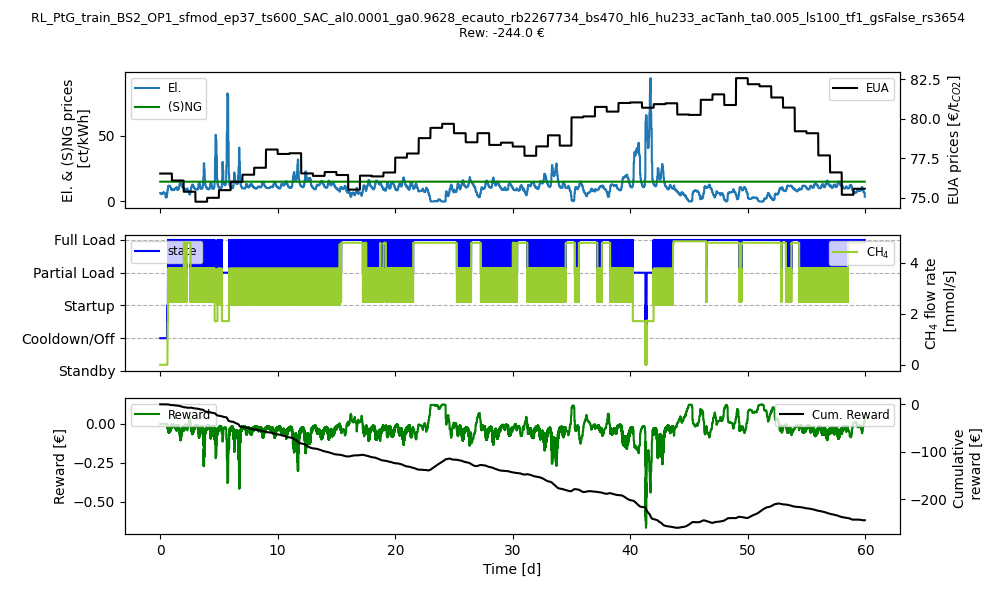 RL_PtG_train_BS2_OP1_sfmod_ep37_ts600_SAC_al0.0001_ga0.9628_ecauto_rb2267734_bs470_hl6_hu233_acTanh_ta0.005_ls100_tf1_gsFalse_rs3654
Rew: -244.0 €
El. & (S)NG prices
[ct/kWh]
50
0
El.
(S)NG
EUA
82.5
80.0
77.5
75.0
EUA prices [€/t_CO2]
Full Load
Partial Load
Startup
Cooldown/Off
Standby
state
CH4
4
2
0
CH4 flow rate
[mmol/s]
Reward [€]
0.00
−0.25
−0.50
Reward
Cum. Reward
0
−100
−200
Cumulative
reward [€]
0 10 20 30 40 50 60
Time [d]